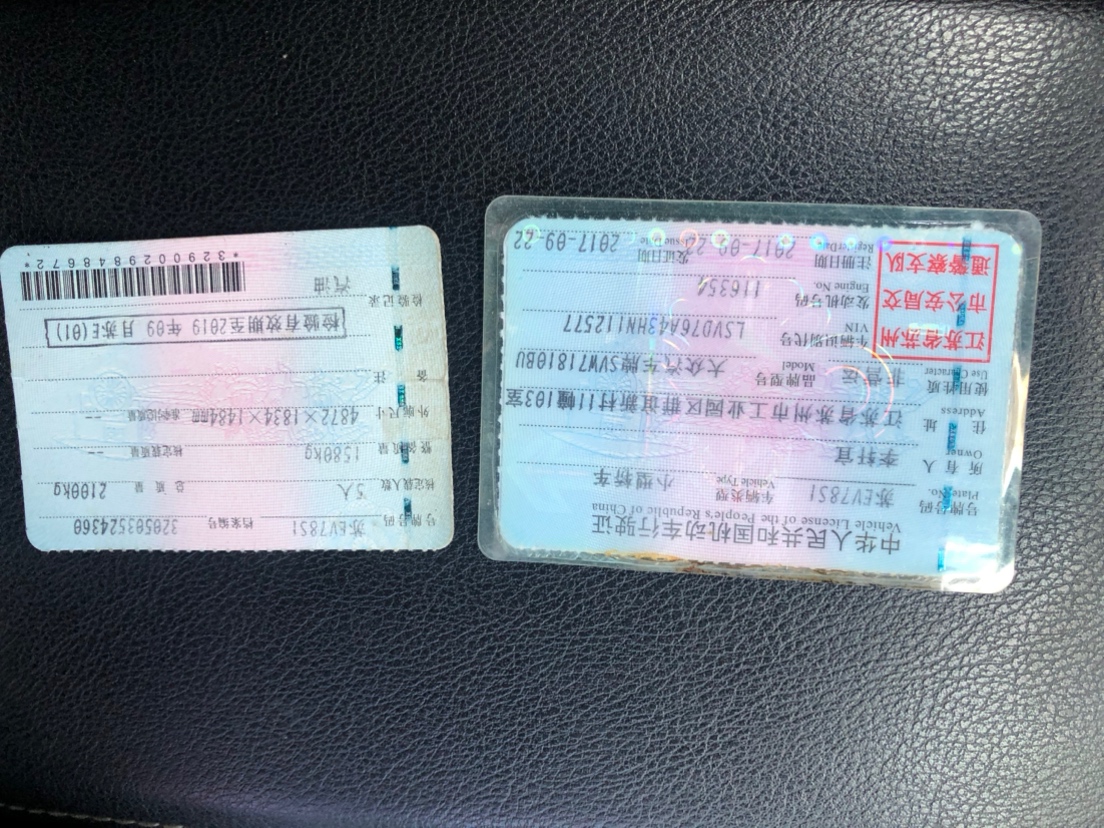 中华人民共和国机动车行驶证
Vehicle License of the People's Republic of China
号牌号码 Plate No. 苏EV78S1 车辆类型 Vehicle Type 小型轿车
所有人 Owner 李轩宜
住址 Address 江苏省苏州市工业园区新谊新村111幢103室
使用性质 Use Character 非营运 品牌型号 Model 大众汽车牌SVW71810BU
江苏省苏州
市公安局交
通警察支队
车辆识别代号 VIN LSVD76A43HN112577
发动机号码 Engine No. 116354
注册日期 Register Date 2017-09-22 发证日期 Issue Date 2017-09-22
号牌号码 苏EV78S1 档案编号 320503524360
核定载人数 5人 总质量 2100kg
整备质量 1580kg 核定载质量 --
外廓尺寸 4872×1834×1484mm 准牵引总质量 --
备注
检验有效期至2019年09月苏E(01)
检验记录
汽油
*3290029848672*